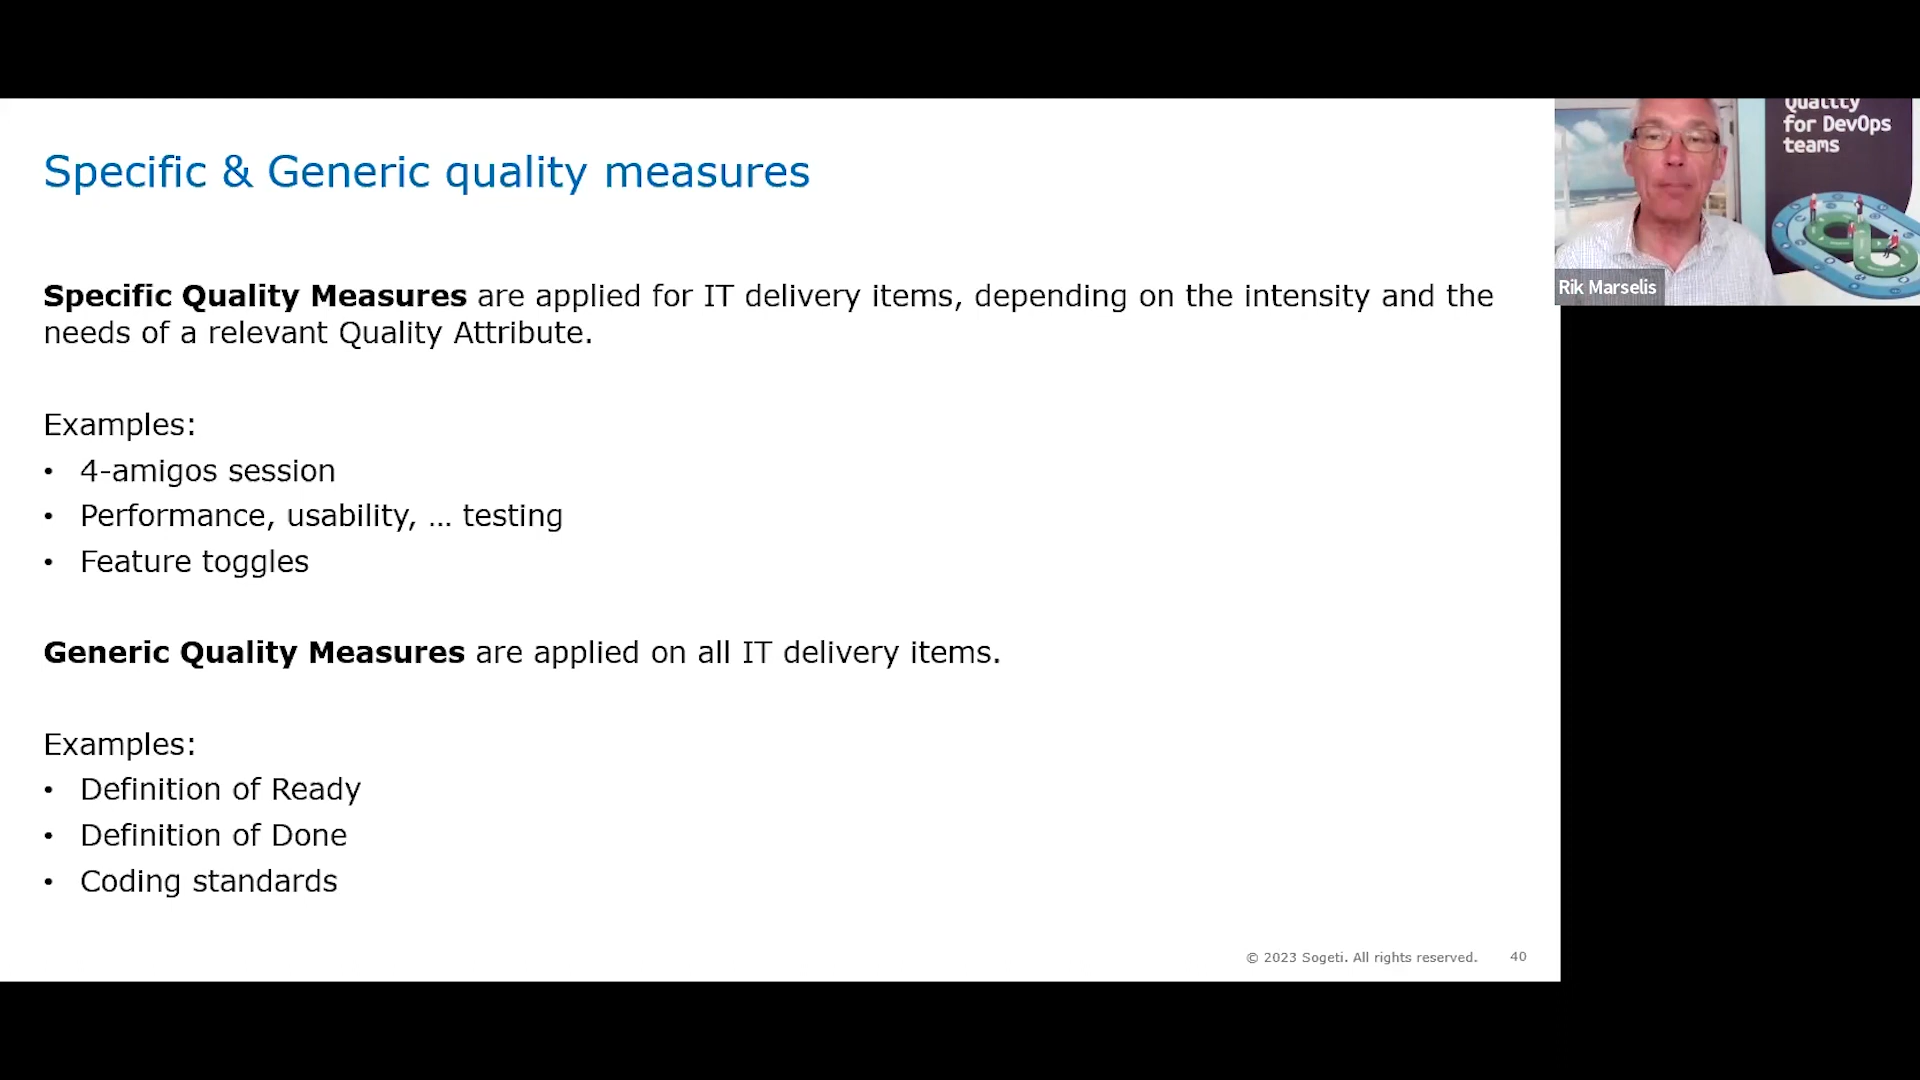 Specific & Generic quality measures
Specific Quality Measures are applied for IT delivery items, depending on the intensity and the
needs of a relevant Quality Attribute.
Examples:
• 4-amigos session
• Performance, usability, ... testing
• Feature toggles
Generic Quality Measures are applied on all IT delivery items.
Examples:
• Definition of Ready
• Definition of Done
• Coding standards
© 2023 Sogeti. All rights reserved. 40
Quality
for DevOps
teams
Rik Marselis